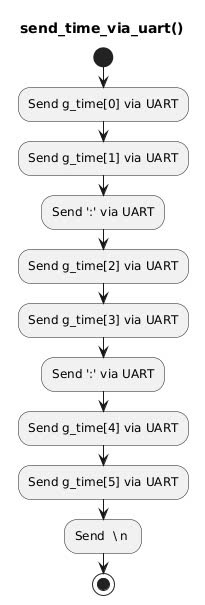 send_time_via_uart()
Send g_time[0] via UART
Send g_time[1] via UART
Send ':' via UART
Send g_time[2] via UART
Send g_time[3] via UART
Send ':' via UART
Send g_time[4] via UART
Send g_time[5] via UART
Send \n